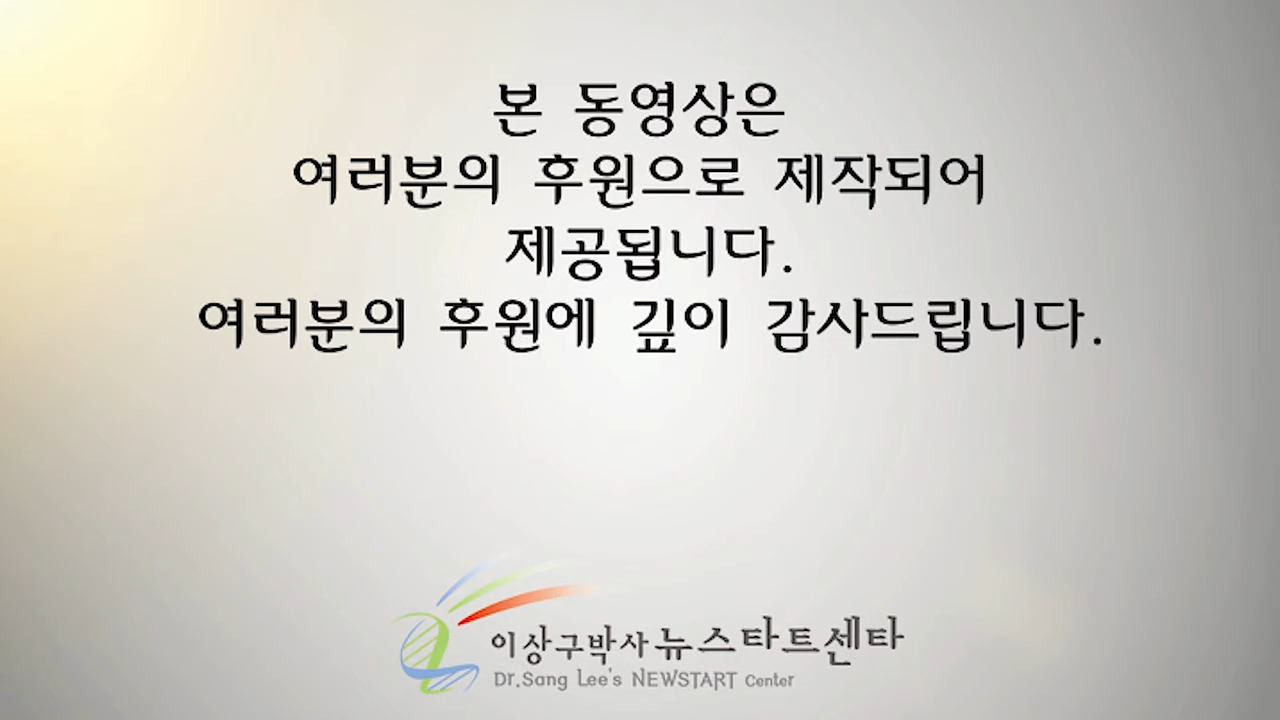 본 동영상은
여러분의 후원으로 제작되어
제공됩니다.
여러분의 후원에 깊이 감사드립니다.
이상구박사뉴스타트센타
Dr.Sang Lee's NEWSTART Center